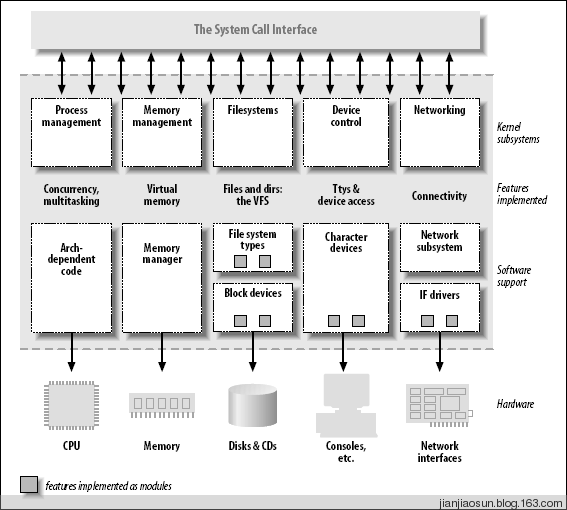 The System Call Interface
Process
management
Memory
management
Filesystems
Device
control
Networking
Kernel
subsystems
Concurrency,
multitasking
Virtual
memory
Files and dirs:
the VFS
Ttys &
device access
Connectivity
Features
implemented
Arch-
dependent
code
Memory
manager
File system
types
Block devices
Character
devices
Network
subsystem
IF drivers
Software
support
CPU
Memory
Disks & CDs
Consoles,
etc.
Network
interfaces
Hardware
features implemented as modules
jianjiaosun.blog.163.com